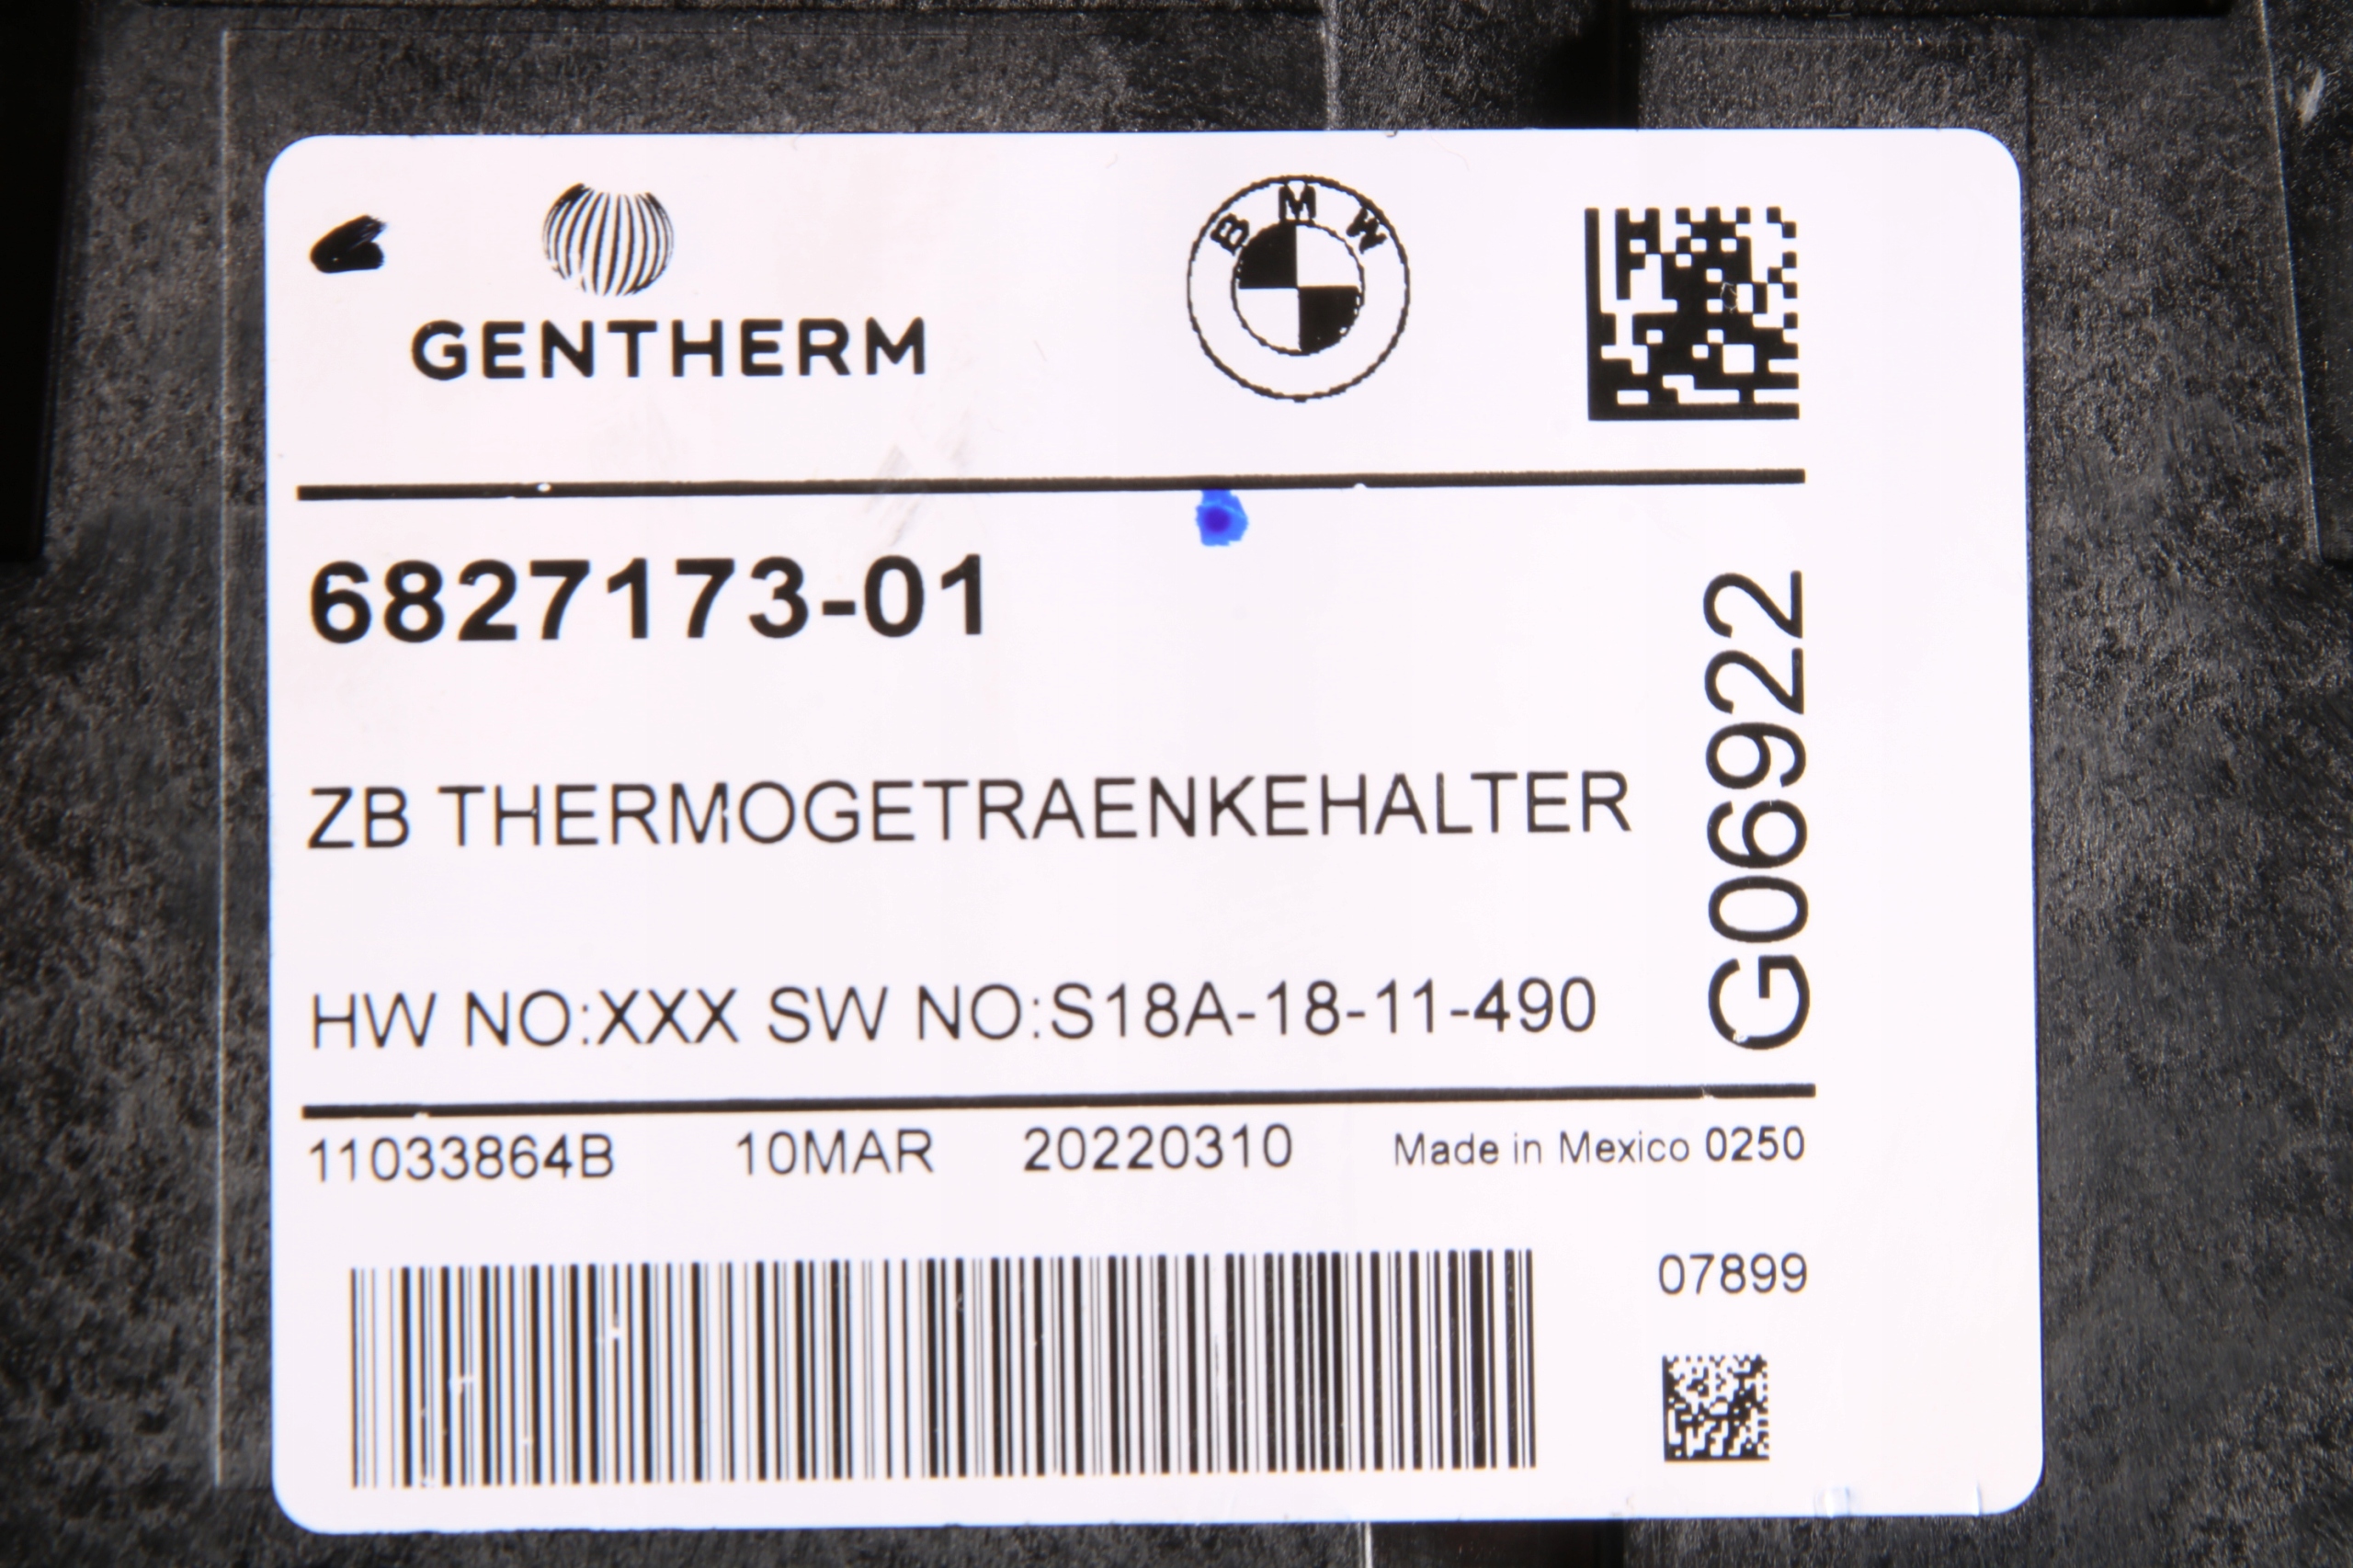 GENTHERM
BMW
6827173-01
ZB THERMOGETRAENKEHALTER
HW NO:XXX SW NO:S18A-18-11-490
G06922
11033864B 10MAR 20220310 Made in Mexico 0250
07899